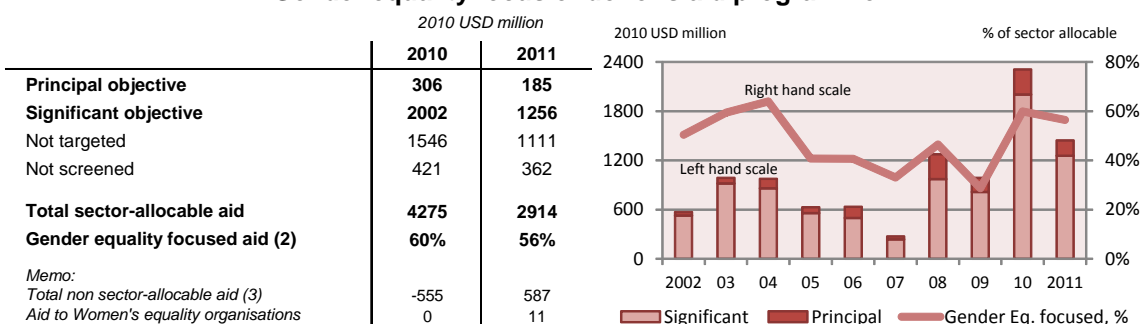 2010 USD million
2010 2011
Principal objective 306 185
Significant objective 2002 1256
Not targeted 1546 1111
Not screened 421 362
Total sector-allocable aid 4275 2914
Gender equality focused aid (2) 60% 56%
Memo:
Total non sector-allocable aid (3) -555 587
Aid to Women's equality organisations 0 11
2010 USD million % of sector allocable
2400 80%
1800 60%
1200 40%
600 20%
0 0%
Right hand scale
Left hand scale
2002 03 04 05 06 07 08 09 10 2011
Significant Principal Gender Eq. focused, %